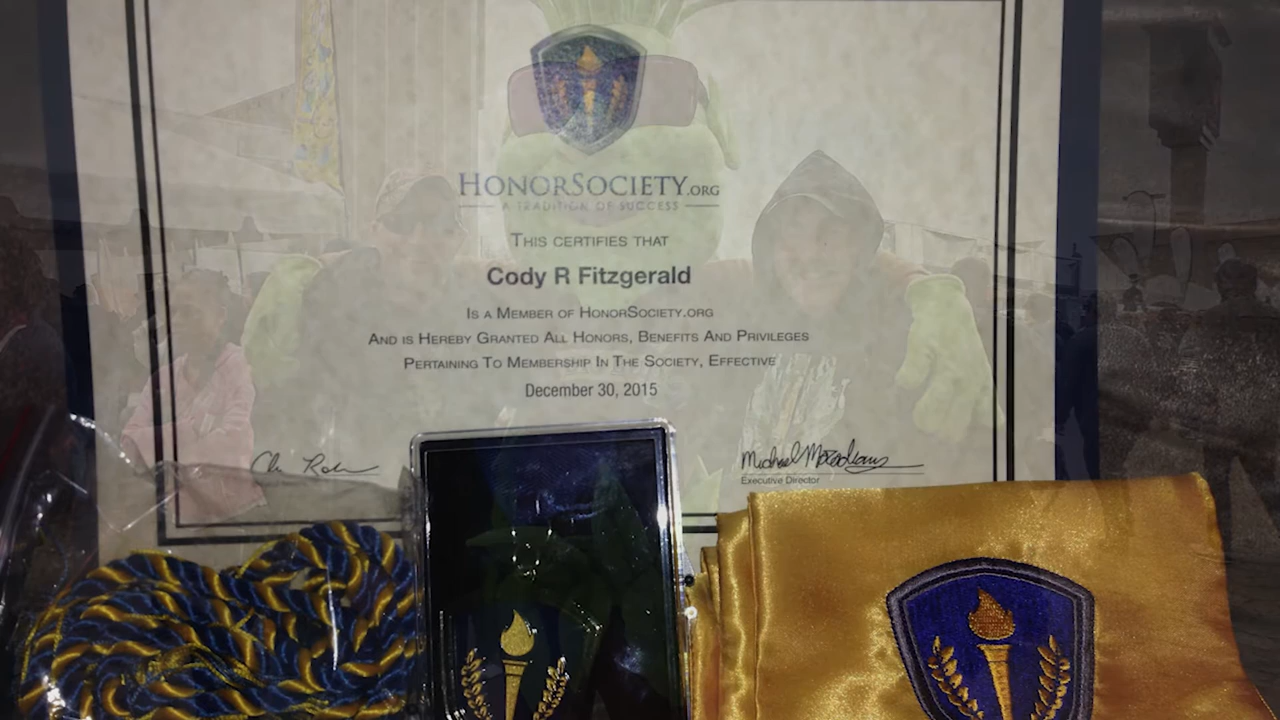 HONORSOCIETY.ORG
A TRADITION OF SUCCESS
THIS CERTIFIES THAT
Cody R Fitzgerald
IS A MEMBER OF HONORSOCIETY.ORG
AND IS HEREBY GRANTED ALL HONORS, BENEFITS AND PRIVILEGES
PERTAINING TO MEMBERSHIP IN THE SOCIETY, EFFECTIVE
December 30, 2015
Executive Director